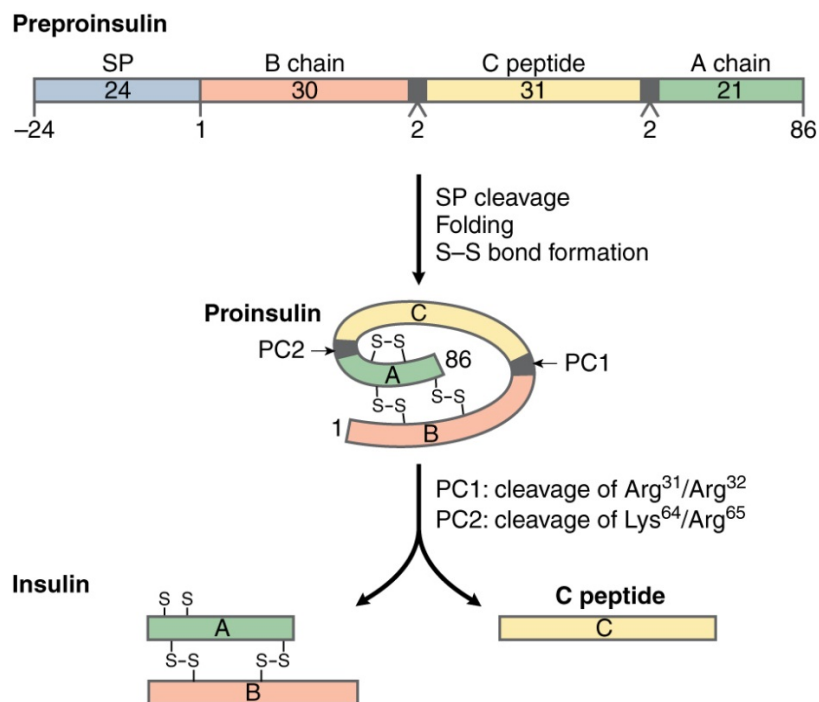 Preproinsulin
SP B chain C peptide A chain
24 30 31 21
–24 1 2 2 86
SP cleavage
Folding
S–S bond formation
Proinsulin
C
S–S
PC2
86
PC1
A
S–S
S–S
1
B
PC1: cleavage of Arg³¹/Arg³²
PC2: cleavage of Lys⁶⁴/Arg⁶⁵
Insulin
C peptide
S S
A
C
S–S S–S
B